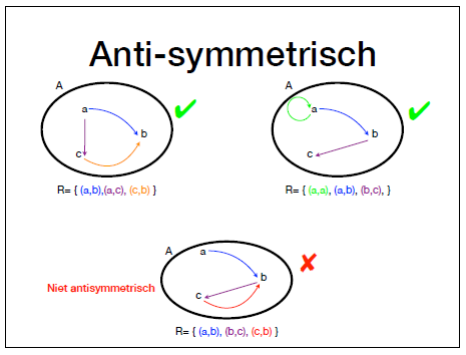 Anti-symmetrisch
A
a
b
c
✔
R= { (a,b),(a,c), (c,b) }
A
a
b
c
✔
R= { (a,a), (a,b), (b,c), }
A
a
b
c
✘
Niet antisymmetrisch
R= { (a,b), (b,c), (c,b) }